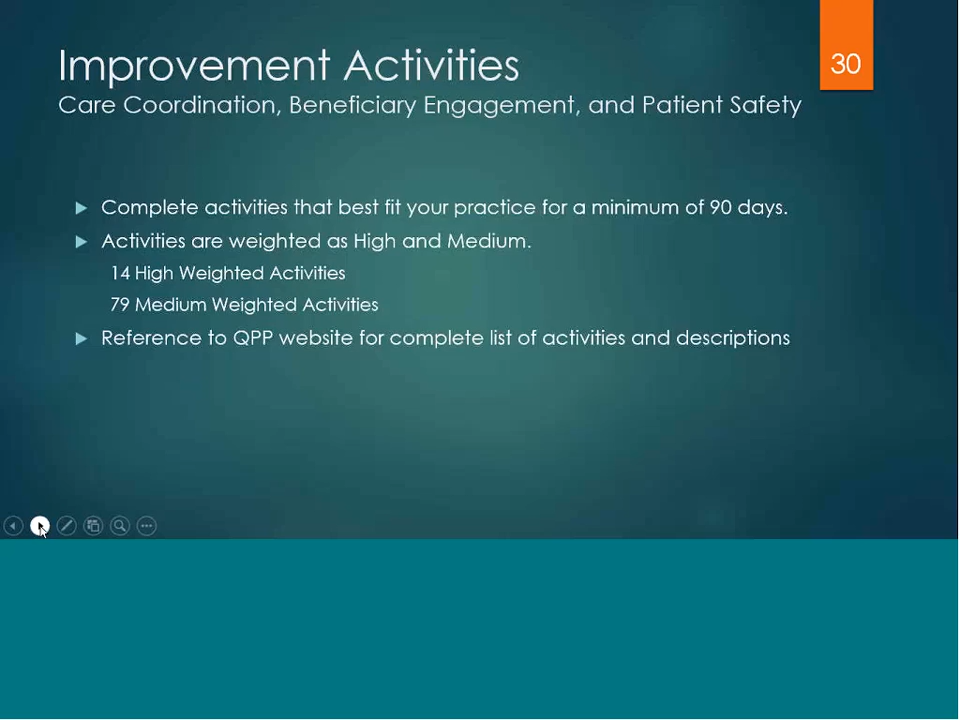 Improvement Activities
30
Care Coordination, Beneficiary Engagement, and Patient Safety
Complete activities that best fit your practice for a minimum of 90 days.
Activities are weighted as High and Medium.
14 High Weighted Activities
79 Medium Weighted Activities
Reference to QPP website for complete list of activities and descriptions